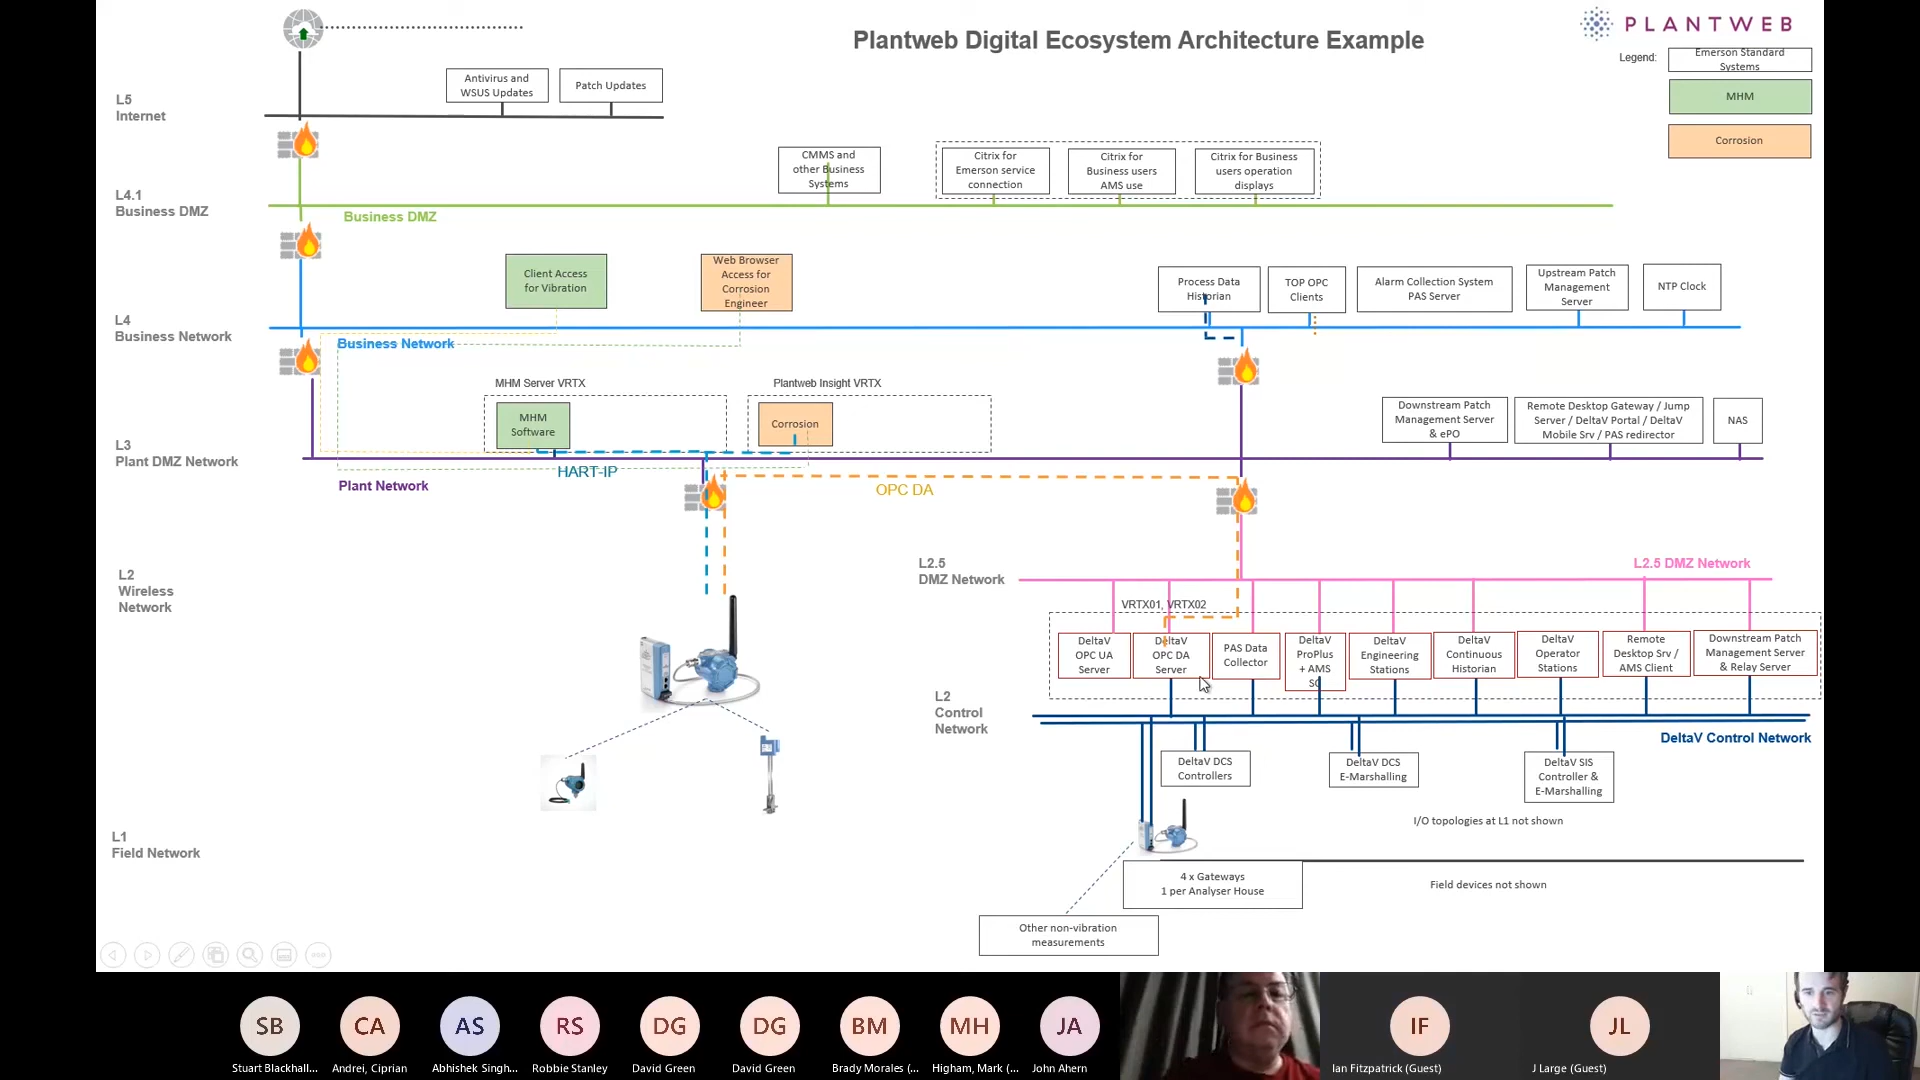 Plantweb Digital Ecosystem Architecture Example
PLANTWEB
Legend:
Emerson Standard
Systems
MHM
Corrosion
L5
Internet
Antivirus and
WSUS Updates
Patch Updates
L4.1
Business DMZ
Business DMZ
CMMS and
other Business
Systems
Citrix for
Emerson service
connection
Citrix for
Business users
AMS use
Citrix for Business
users operation
displays
L4
Business Network
Business Network
Client Access
for Vibration
Web Browser
Access for
Corrosion
Engineer
Process Data
Historian
TOP OPC
Clients
Alarm Collection System
PAS Server
Upstream Patch
Management
Server
NTP Clock
MHM Server VRTX
MHM
Software
Plantweb Insight VRTX
Corrosion
Downstream Patch
Management Server
& ePO
Remote Desktop Gateway / Jump
Server / DeltaV Portal / DeltaV
Mobile Srv / PAS redirector
NAS
L3
Plant DMZ Network
Plant Network
HART-IP
OPC DA
L2
Wireless
Network
L2.5
DMZ Network
L2.5 DMZ Network
VRTX01, VRTX02
DeltaV
OPC UA
Server
DeltaV
OPC DA
Server
PAS Data
Collector
DeltaV
ProPlus
+ AMS
SG
DeltaV
Engineering
Stations
DeltaV
Continuous
Historian
DeltaV
Operator
Stations
Remote
Desktop Srv /
AMS Client
Downstream Patch
Management Server
& Relay Server
L2
Control
Network
DeltaV Control Network
DeltaV DCS
Controllers
DeltaV DCS
E-Marshalling
DeltaV SIS
Controller &
E-Marshalling
I/O topologies at L1 not shown
L1
Field Network
4 x Gateways
1 per Analyser House
Field devices not shown
Other non-vibration
measurements
SB
CA
AS
RS
DG
DG
BM
MH
JA
IF
JL
Stuart Blackhall...
Andrei, Ciprian
Abhishek Singh...
Robbie Stanley
David Green
David Green
Brady Morales (...
Higham, Mark (...
John Ahern
Ian Fitzpatrick (Guest)
J Large (Guest)